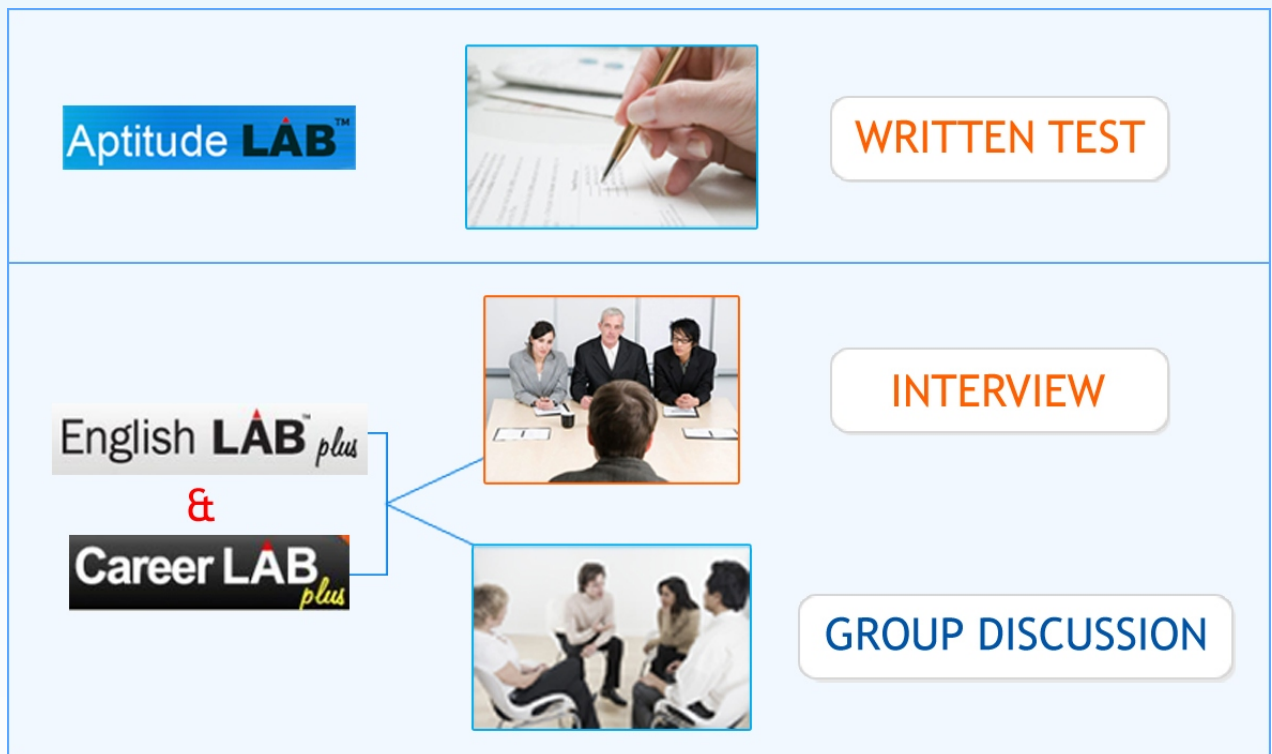 Aptitude LAB™
WRITTEN TEST
English LAB™ plus
&
Career LAB plus
INTERVIEW
GROUP DISCUSSION